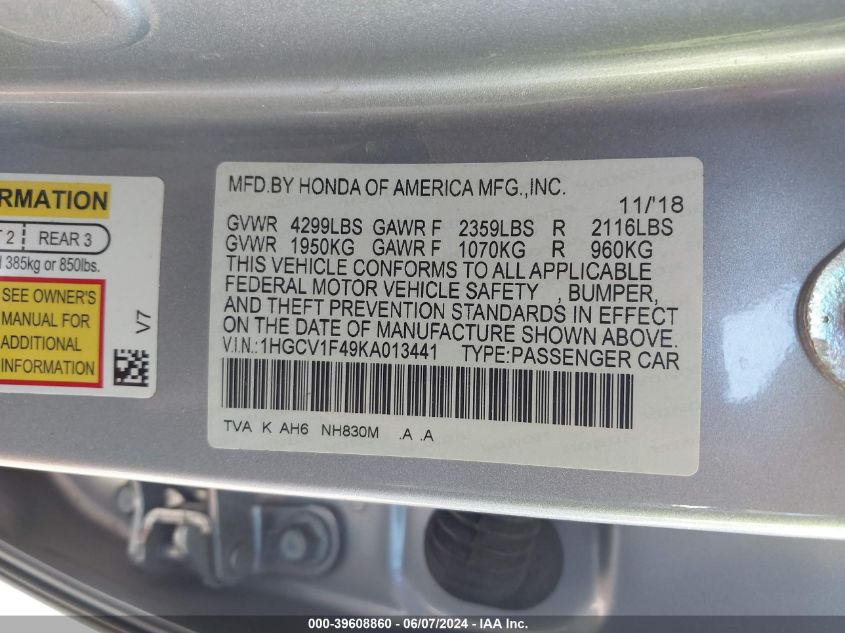 RMATION
2 | REAR 3
385kg or 850lbs.
SEE OWNER'S
MANUAL FOR
ADDITIONAL
INFORMATION
V7
MFD.BY HONDA OF AMERICA MFG.,INC.
11/'18
GVWR 4299LBS GAWR F 2359LBS R 2116LBS
GVWR 1950KG GAWR F 1070KG R 960KG
THIS VEHICLE CONFORMS TO ALL APPLICABLE
FEDERAL MOTOR VEHICLE SAFETY , BUMPER,
AND THEFT PREVENTION STANDARDS IN EFFECT
ON THE DATE OF MANUFACTURE SHOWN ABOVE.
V.I.N.:1HGCV1F49KA013441 TYPE:PASSENGER CAR
TVA K AH6 NH830M .A .A
000-39608860 - 06/07/2024 - IAA Inc.